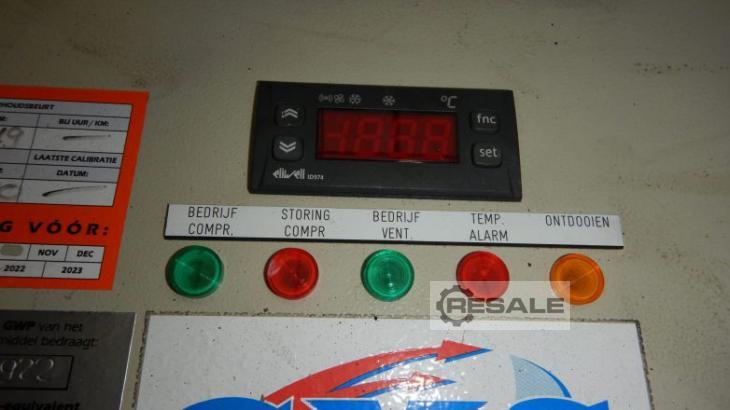 HOUDSBEURT
BIJ UUR/KM:
LAATSTE CALIBRATIE
DATUM:
VÓÓR:
NOV DEC
2022 2023
GWP van het
middel bedraagt:
922
equivalent
°C
fnc
set
eliwell ID974
BEDRIJF COMPR.
STORING COMPR
BEDRIJF VENT.
TEMP. ALARM
ONTDOOIEN
RESALE